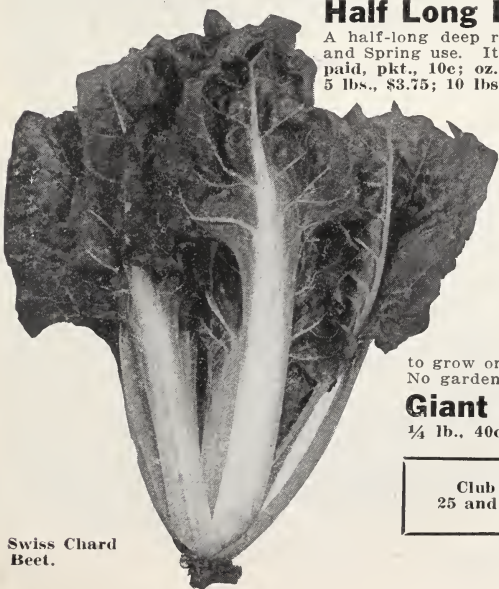 Half Long
A half-long deep
and Spring use. It
paid, pkt., 10c; oz.
5 lbs., $3.75; 10 lbs
to grow or
No garden
Giant
¼ lb., 40c
Club
25 and
Swiss Chard
Beet.